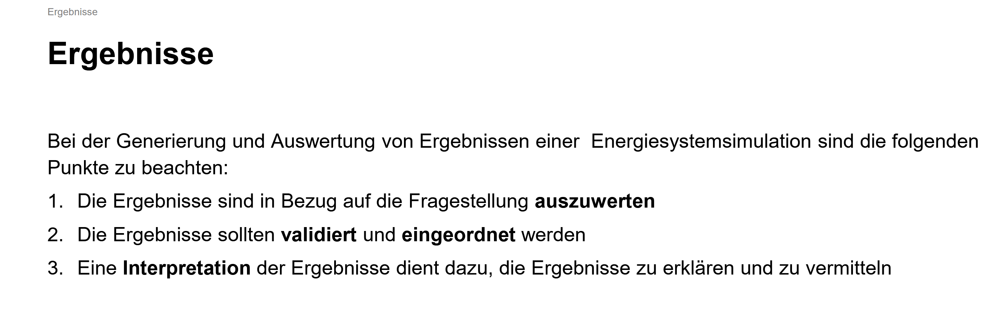 Ergebnisse
Ergebnisse
Bei der Generierung und Auswertung von Ergebnissen einer  Energiesystemsimulation sind die folgenden
Punkte zu beachten:
1. Die Ergebnisse sind in Bezug auf die Fragestellung auszuwerten
2. Die Ergebnisse sollten validiert und eingeordnet werden
3. Eine Interpretation der Ergebnisse dient dazu, die Ergebnisse zu erklären und zu vermitteln